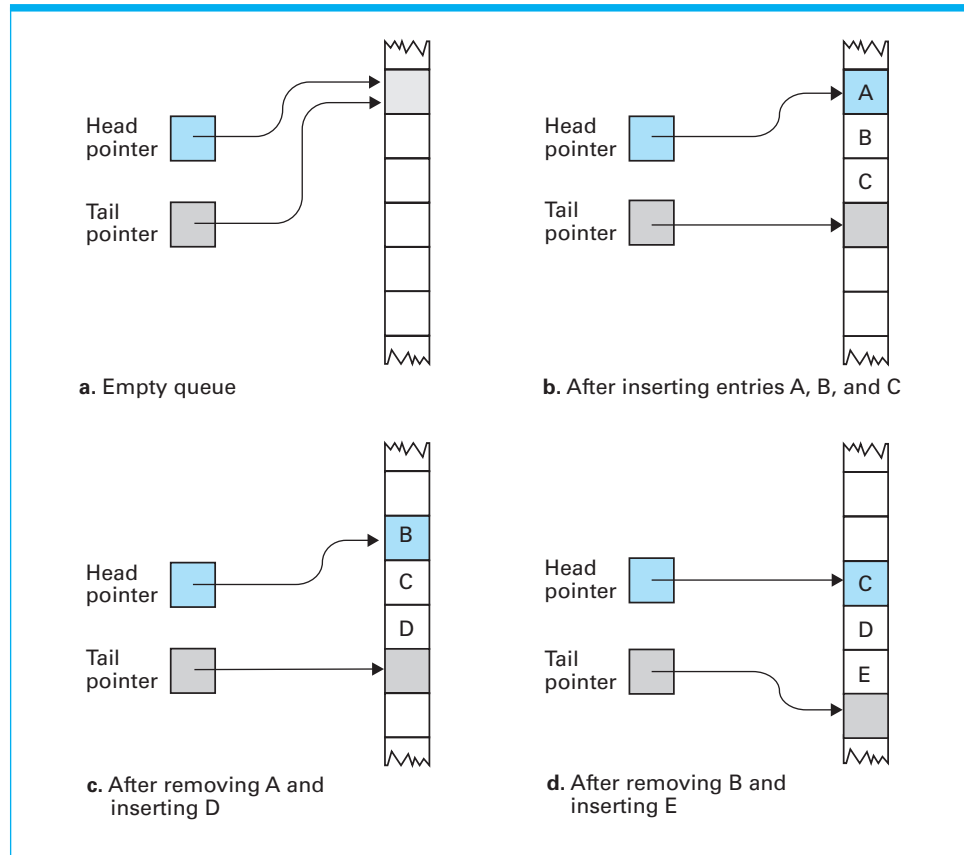 Head
pointer
Tail
pointer
a. Empty queue
Head
pointer
Tail
pointer
A
B
C
b. After inserting entries A, B, and C
Head
pointer
Tail
pointer
B
C
D
c. After removing A and
inserting D
Head
pointer
Tail
pointer
C
D
E
d. After removing B and
inserting E